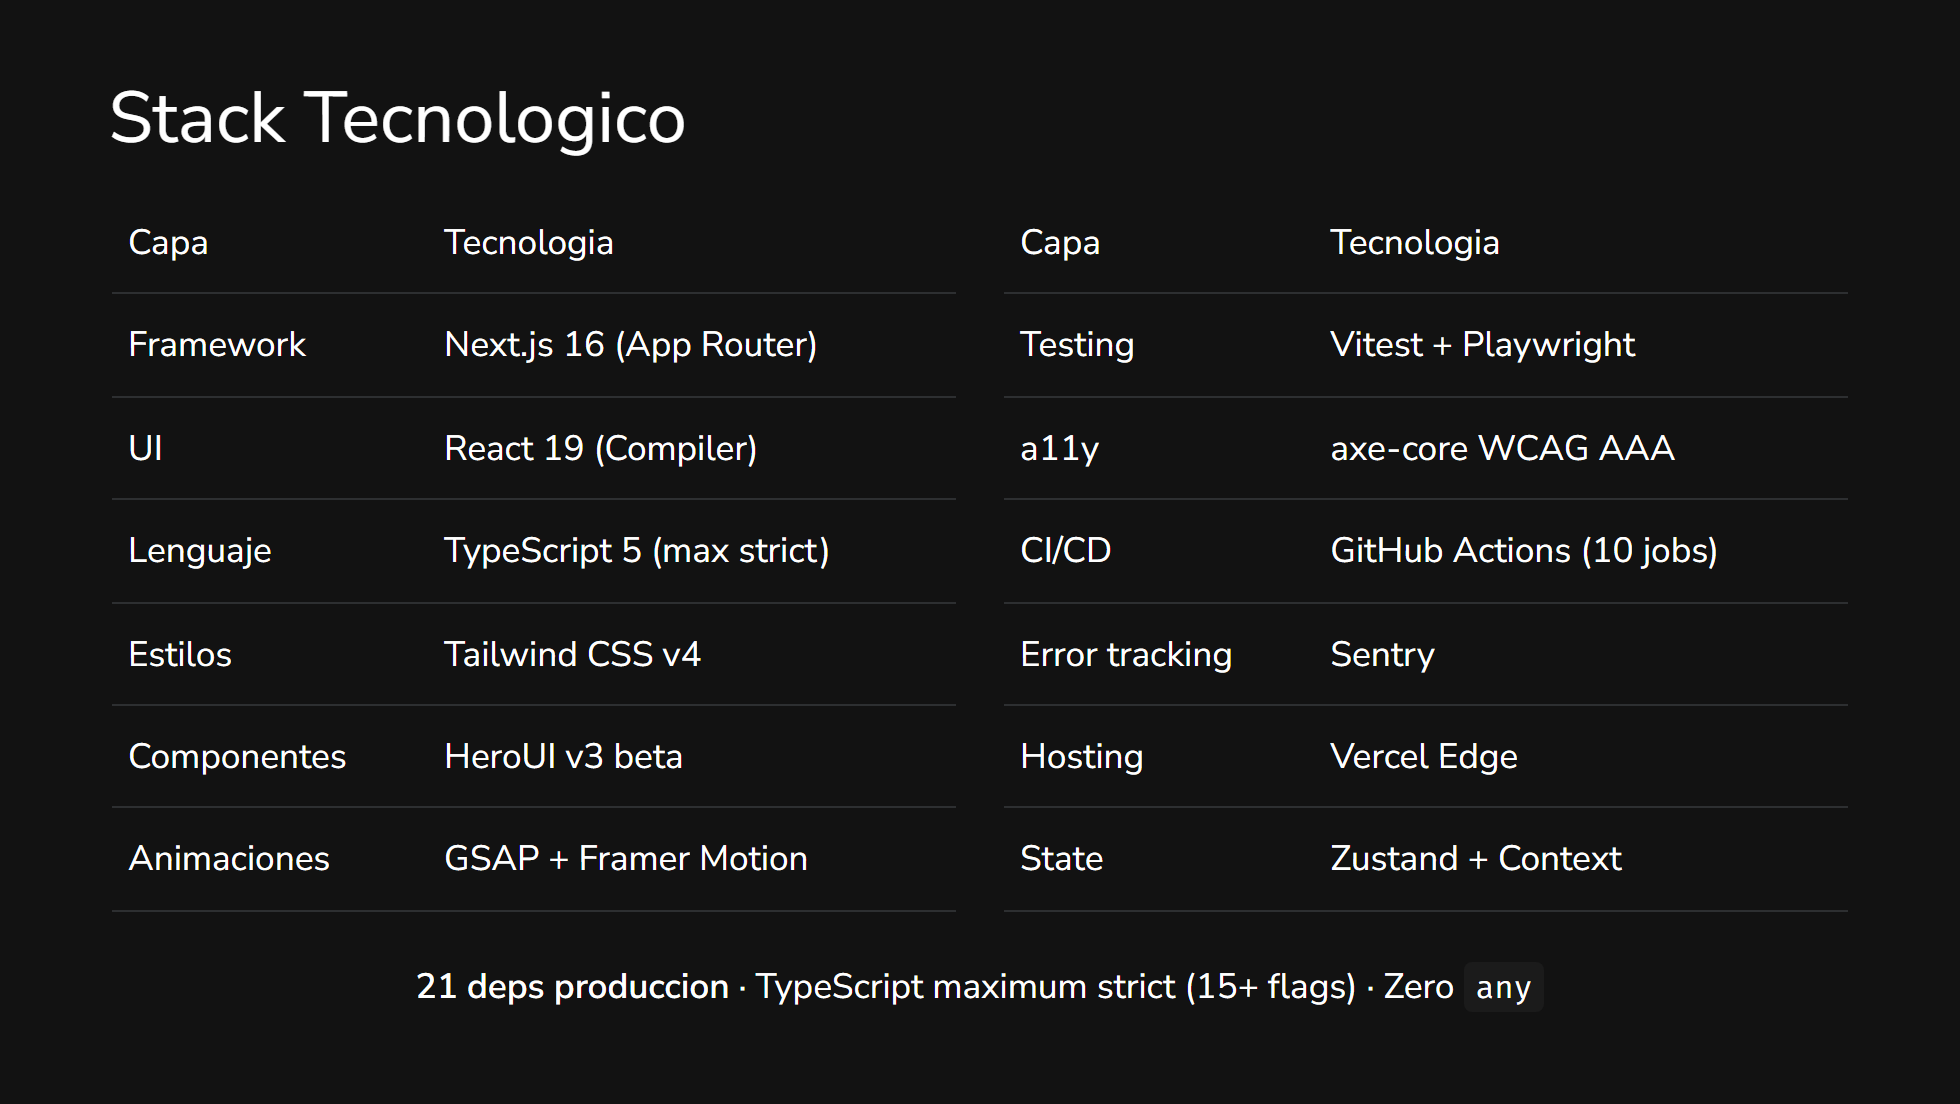 Stack Tecnologico
Capa Tecnologia
Framework Next.js 16 (App Router)
UI React 19 (Compiler)
Lenguaje TypeScript 5 (max strict)
Estilos Tailwind CSS v4
Componentes HeroUI v3 beta
Animaciones GSAP + Framer Motion
Capa Tecnologia
Testing Vitest + Playwright
a11y axe-core WCAG AAA
CI/CD GitHub Actions (10 jobs)
Error tracking Sentry
Hosting Vercel Edge
State Zustand + Context
21 deps produccion · TypeScript maximum strict (15+ flags) · Zero any